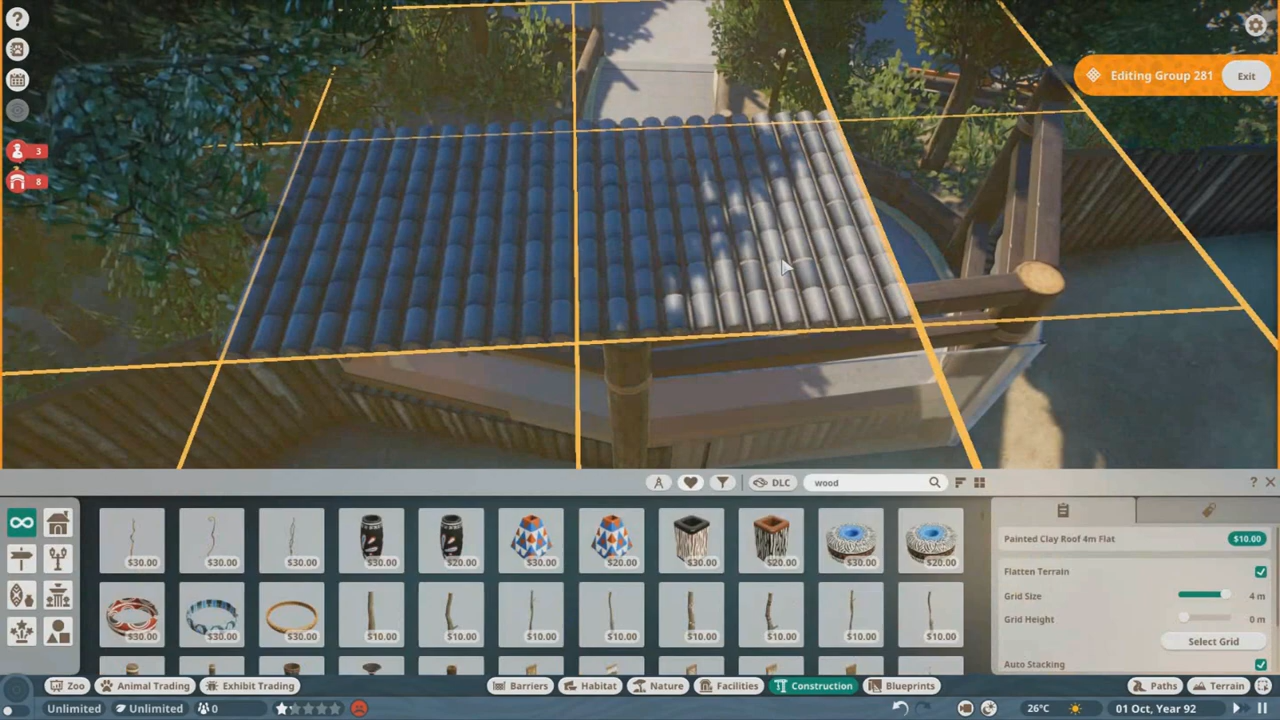 ?
Editing Group 281 Exit
3
8
DLC wood ?
$30.00 $30.00 $30.00 $30.00 $20.00 $30.00 $20.00 $30.00 $20.00 $30.00 $20.00
Painted Clay Roof 4m Flat $10.00
Flatten Terrain
Grid Size 4 m
Grid Height 0 m
$30.00 $30.00 $30.00 $10.00 $10.00 $10.00 $10.00 $10.00 $10.00 $10.00 $10.00
Select Grid
Auto Stacking
Zoo Animal Trading Exhibit Trading Barriers Habitat Nature Facilities Construction Blueprints Paths Terrain
Unlimited Unlimited 0 26°C 01 Oct, Year 92